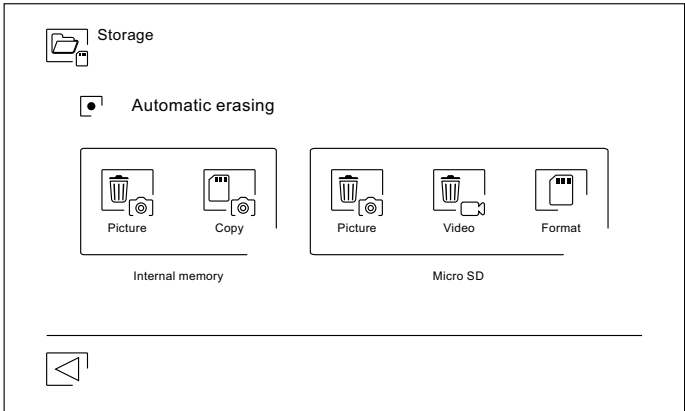 Storage
Automatic erasing
Picture Copy Picture Video Format
Internal memory Micro SD